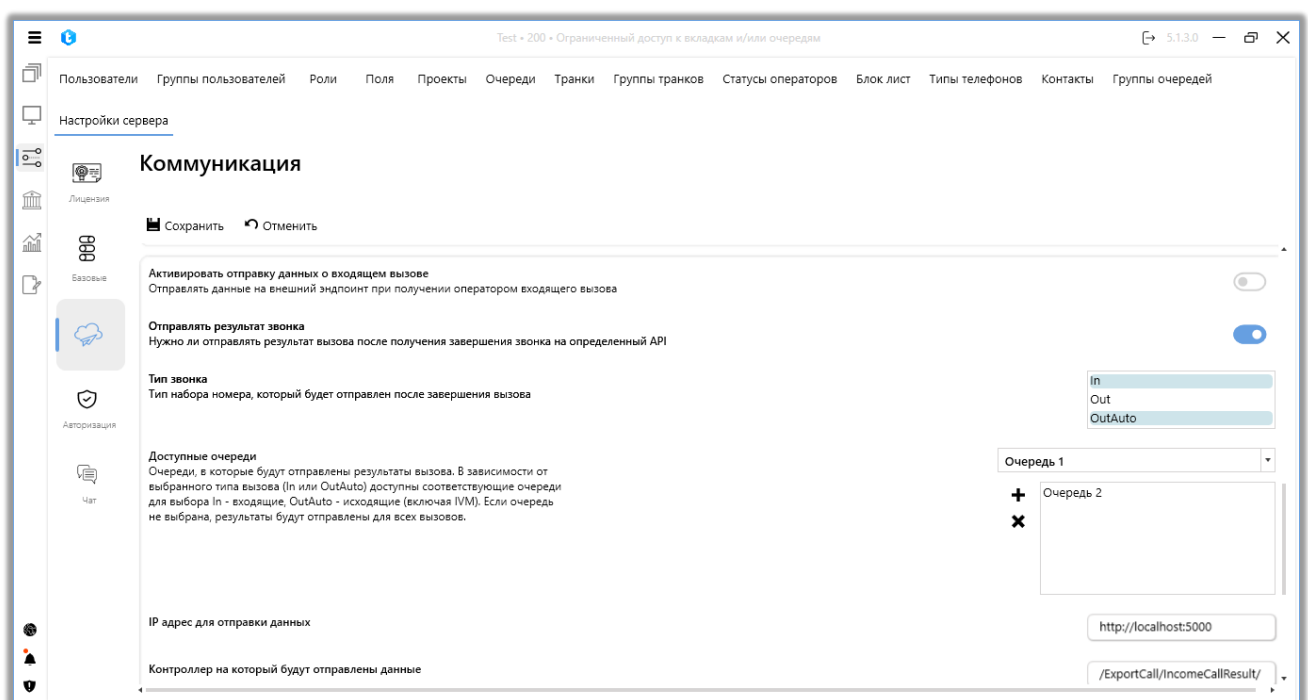 Test • 200 • Ограниченный доступ к вкладкам и/или очередям
5.1.3.0
Пользователи Группы пользователей Роли Поля Проекты Очереди Транки Группы транков Статусы операторов Блок лист Типы телефонов Контакты Группы очередей
Настройки сервера
Лицензия
Базовые
Авторизация
Чат
Коммуникация
Сохранить Отменить
Активировать отправку данных о входящем вызове
Отправлять данные на внешний эндпоинт при получении оператором входящего вызова
Отправлять результат звонка
Нужно ли отправлять результат вызова после получения завершения звонка на определенный API
Тип звонка
Тип набора номера, который будет отправлен после завершения вызова
In
Out
OutAuto
Доступные очереди
Очереди, в которые будут отправлены результаты вызова. В зависимости от
выбранного типа вызова (In или OutAuto) доступны соответствующие очереди
для выбора In - входящие, OutAuto - исходящие (включая IVM). Если очередь
не выбрана, результаты будут отправлены для всех вызовов.
Очередь 1
Очередь 2
IP адрес для отправки данных
http://localhost:5000
Контроллер на который будут отправлены данные
/ExportCall/IncomeCallResult/